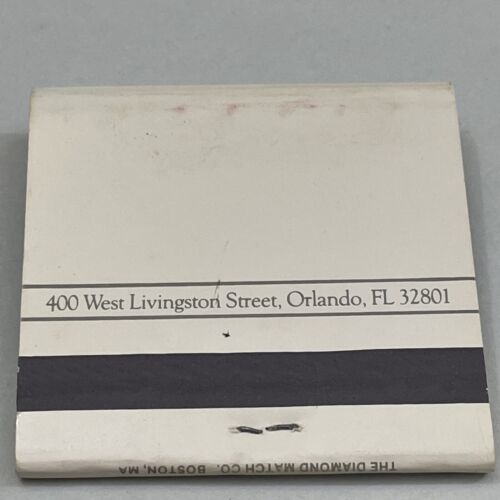 400 West Livingston Street, Orlando, FL 32801
THE DIAMOND MATCH CO. BOSTON, MA